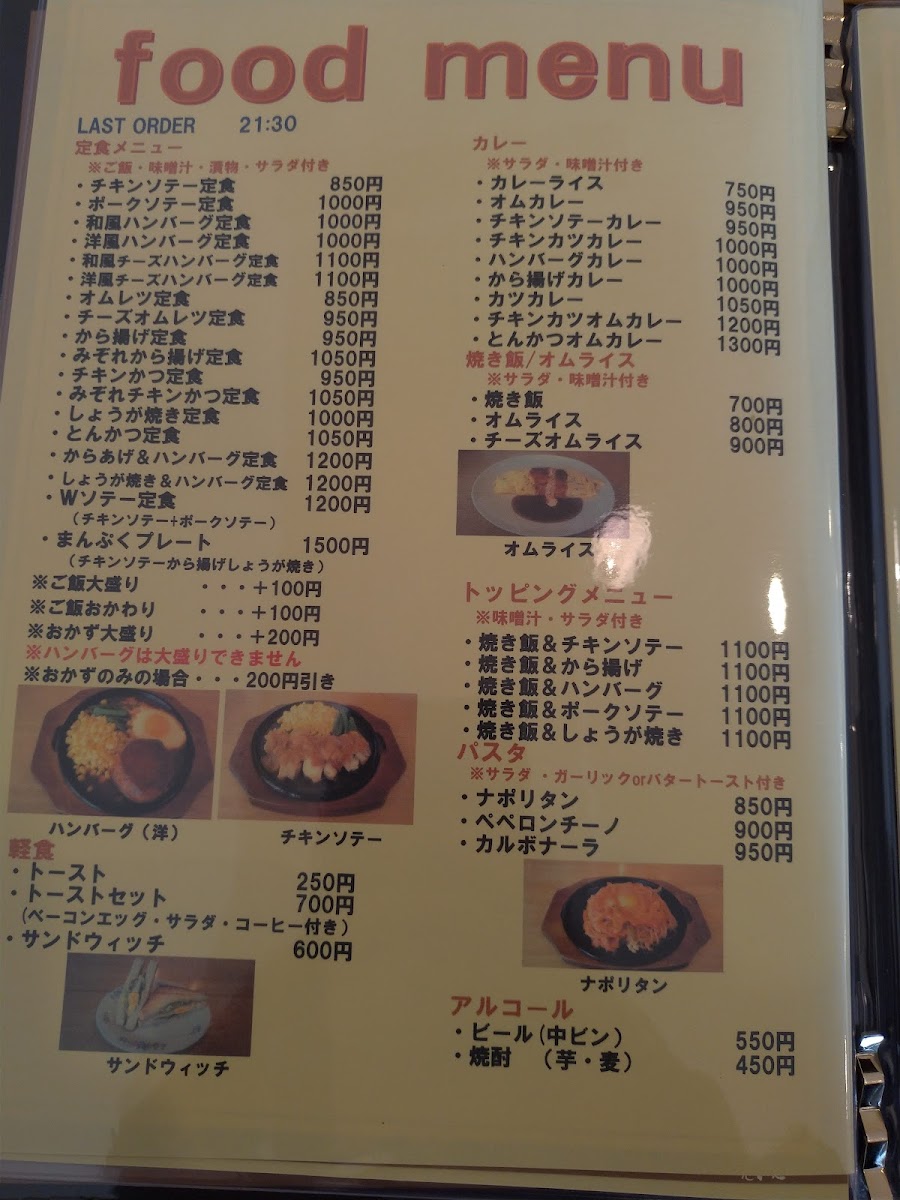 food menu
LAST ORDER 21:30
定食メニュー
※ご飯・味噌汁・漬物・サラダ付き
・チキンソテー定食 850円
・ポークソテー定食 1000円
・和風ハンバーグ定食 1000円
・洋風ハンバーグ定食 1000円
・和風チーズハンバーグ定食 1100円
・洋風チーズハンバーグ定食 1100円
・オムレツ定食 850円
・チーズオムレツ定食 950円
・から揚げ定食 950円
・みぞれから揚げ定食 1050円
・チキンかつ定食 950円
・みぞれチキンかつ定食 1050円
・しょうが焼き定食 1000円
・とんかつ定食 1050円
・からあげ＆ハンバーグ定食 1200円
・しょうが焼き＆ハンバーグ定食 1200円
・Wソテー定食 1200円
（チキンソテー+ポークソテー）
・まんぷくプレート 1500円
（チキンソテーから揚げしょうが焼き）
※ご飯大盛り ・・・＋100円
※ご飯おかわり ・・・＋100円
※おかず大盛り ・・・＋200円
※ハンバーグは大盛りできません
※おかずのみの場合・・・200円引き
ハンバーグ（洋）
チキンソテー
軽食
・トースト 250円
・トーストセット 700円
(ベーコンエッグ・サラダ・コーヒー付き)
・サンドウィッチ 600円
サンドウィッチ
カレー
※サラダ・味噌汁付き
・カレーライス 750円
・オムカレー 950円
・チキンソテーカレー 950円
・チキンカツカレー 1000円
・ハンバーグカレー 1000円
・から揚げカレー 1000円
・カツカレー 1050円
・チキンカツオムカレー 1200円
・とんかつオムカレー 1300円
焼き飯/オムライス
※サラダ・味噌汁付き
・焼き飯 700円
・オムライス 800円
・チーズオムライス 900円
オムライス
トッピングメニュー
※味噌汁・サラダ付き
・焼き飯＆チキンソテー 1100円
・焼き飯＆から揚げ 1100円
・焼き飯＆ハンバーグ 1100円
・焼き飯＆ポークソテー 1100円
・焼き飯＆しょうが焼き 1100円
パスタ
※サラダ・ガーリックorバタートースト付き
・ナポリタン 850円
・ペペロンチーノ 900円
・カルボナーラ 950円
ナポリタン
アルコール
・ビール(中ビン) 550円
・焼酎 （芋・麦） 450円